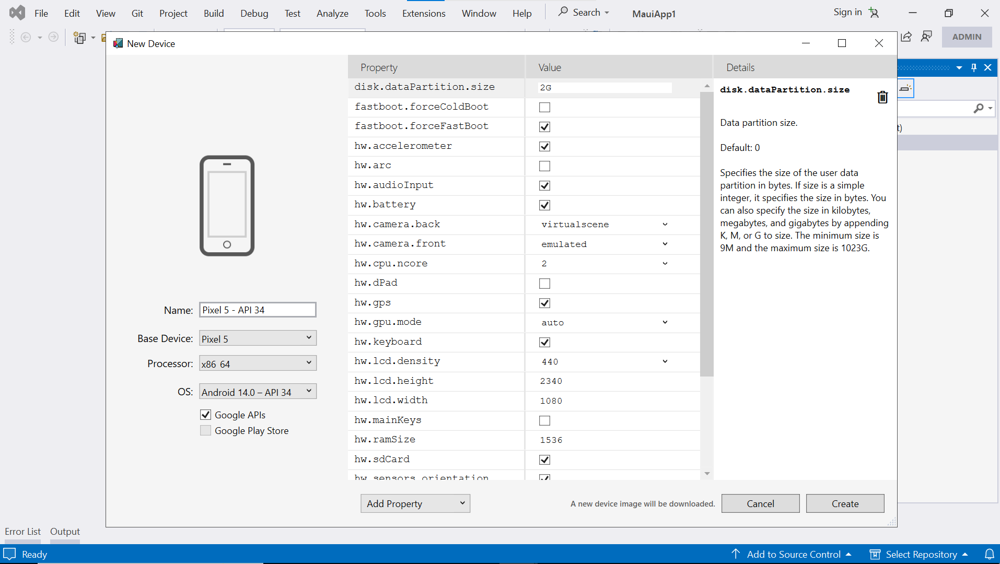 File Edit View Git Project Build Debug Test Analyze Tools Extensions Window Help Search MauiApp1 Sign in
ADMIN
New Device
Property Value Details
disk.dataPartition.size 2G
fastboot.forceColdBoot
fastboot.forceFastBoot
hw.accelerometer
hw.arc
hw.audioInput
hw.battery
hw.camera.back virtualscene
hw.camera.front emulated
hw.cpu.ncore 2
hw.dPad
hw.gps
hw.gpu.mode auto
hw.keyboard
hw.lcd.density 440
hw.lcd.height 2340
hw.lcd.width 1080
hw.mainKeys
hw.ramSize 1536
hw.sdCard
hw.sensors.orientation
disk.dataPartition.size
Data partition size.
Default: 0
Specifies the size of the user data
partition in bytes. If size is a simple
integer, it specifies the size in bytes. You
can also specify the size in kilobytes,
megabytes, and gigabytes by appending
K, M, or G to size. The minimum size is
9M and the maximum size is 1023G.
t)
Name: Pixel 5 - API 34
Base Device: Pixel 5
Processor: x86_64
OS: Android 14.0 – API 34
Google APIs
Google Play Store
Add Property
A new device image will be downloaded. Cancel Create
Error List Output
Ready
Add to Source Control Select Repository